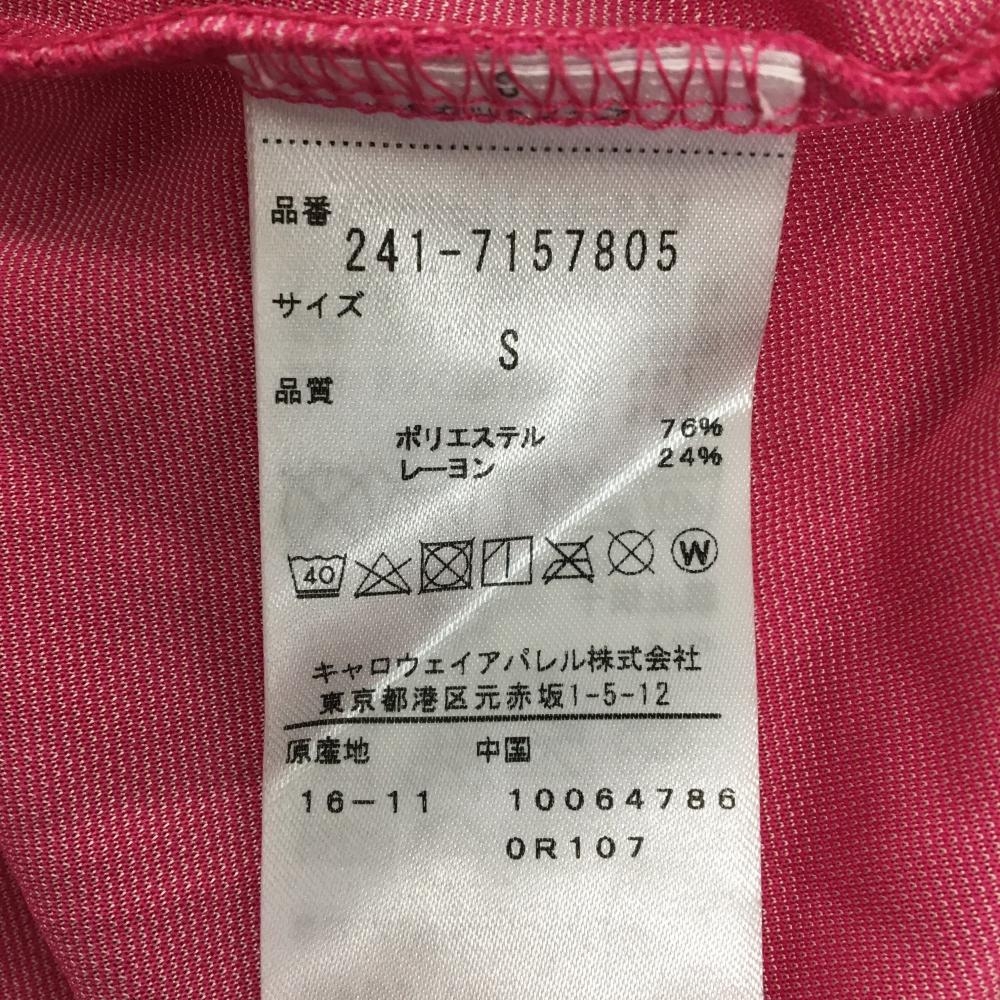 品番
241-7157805
サイズ
S
品質
ポリエステル 76%
レーヨン 24%
40 W
キャロウェイアパレル株式会社
東京都港区元赤坂1-5-12
原産地 中国
16-11 10064786
0R107